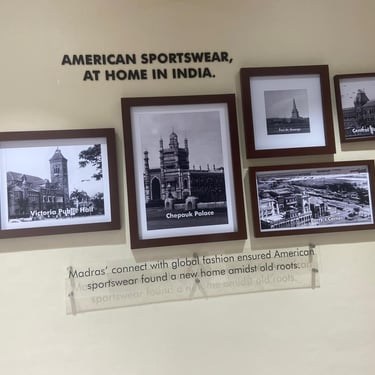 AMERICAN SPORTSWEAR,
AT HOME IN INDIA.
Fort St. George
Central
Victoria Public Hall
Chepauk Palace
Madras' connect with global fashion ensured American
sportswear found a new home amidst old roots.